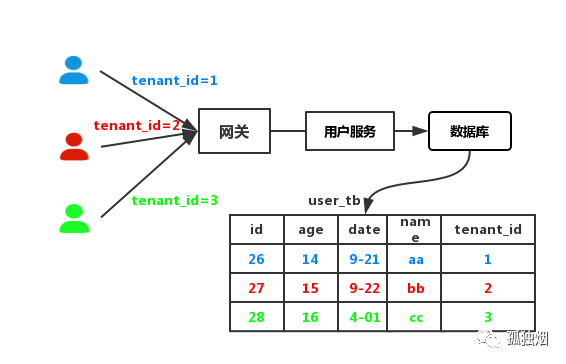 tenant_id=1
tenant_id=2
tenant_id=3
网关
用户服务
数据库
user_tb
id age date name tenant_id
26 14 9-21 aa 1
27 15 9-22 bb 2
28 16 4-01 cc 3
孤独烟